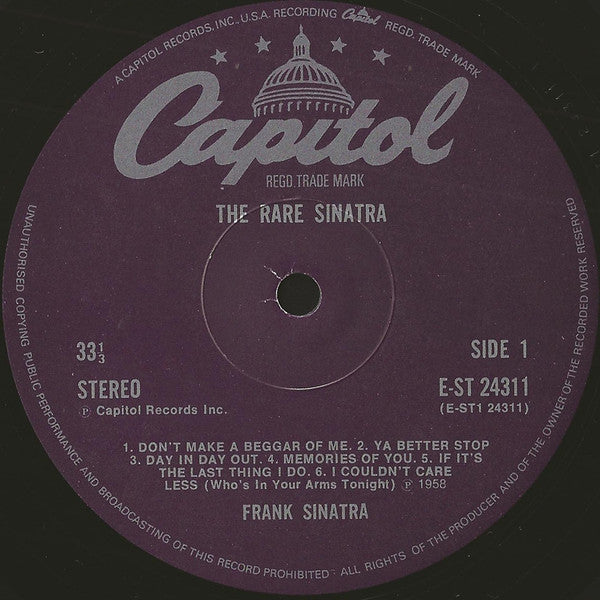 A CAPITOL RECORDS, INC., U.S.A. RECORDING Capitol REGD. TRADE MARK
Capitol
REGD TRADE MARK
THE RARE SINATRA
33⅓
SIDE 1
STEREO
E-ST 24311
Ⓟ Capitol Records Inc.
(E-ST1 24311)
1. DON'T MAKE A BEGGAR OF ME. 2. YA BETTER STOP
3. DAY IN DAY OUT. 4. MEMORIES OF YOU. 5. IF IT'S
THE LAST THING I DO. 6. I COULDN'T CARE
LESS (Who's In Your Arms Tonight) Ⓟ 1958
FRANK SINATRA
UNAUTHORISED COPYING PUBLIC PERFORMANCE AND BROADCASTING OF THIS RECORD PROHIBITED : ALL RIGHTS OF THE PRODUCER AND OF THE OWNER OF THE RECORDED WORK RESERVED